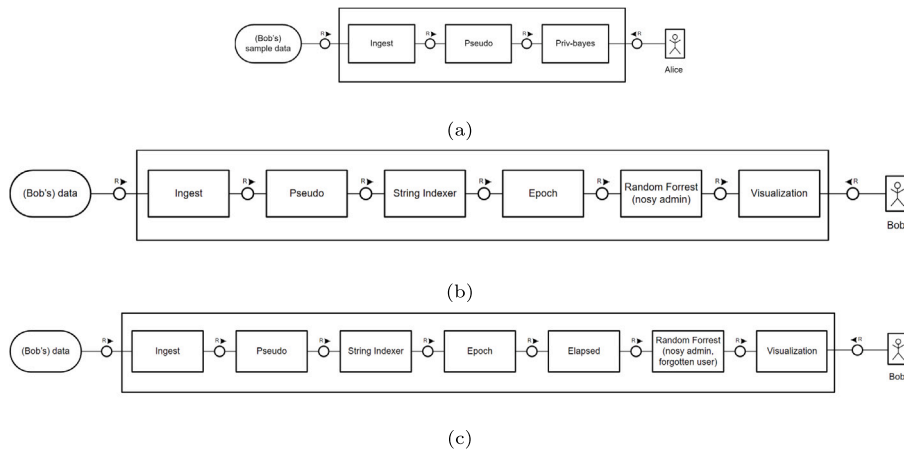 R R R R
(Bob's)
sample data
Ingest
Pseudo
Priv-bayes
Alice
(a)
R R R R R R R R
(Bob's) data
Ingest
Pseudo
String Indexer
Epoch
Random Forrest
(nosy admin)
Visualization
Bob
(b)
R R R R R R R R
(Bob's) data
Ingest
Pseudo
String Indexer
Epoch
Elapsed
Random Forrest
(nosy admin,
forgotten user)
Visualization
Bob
(c)